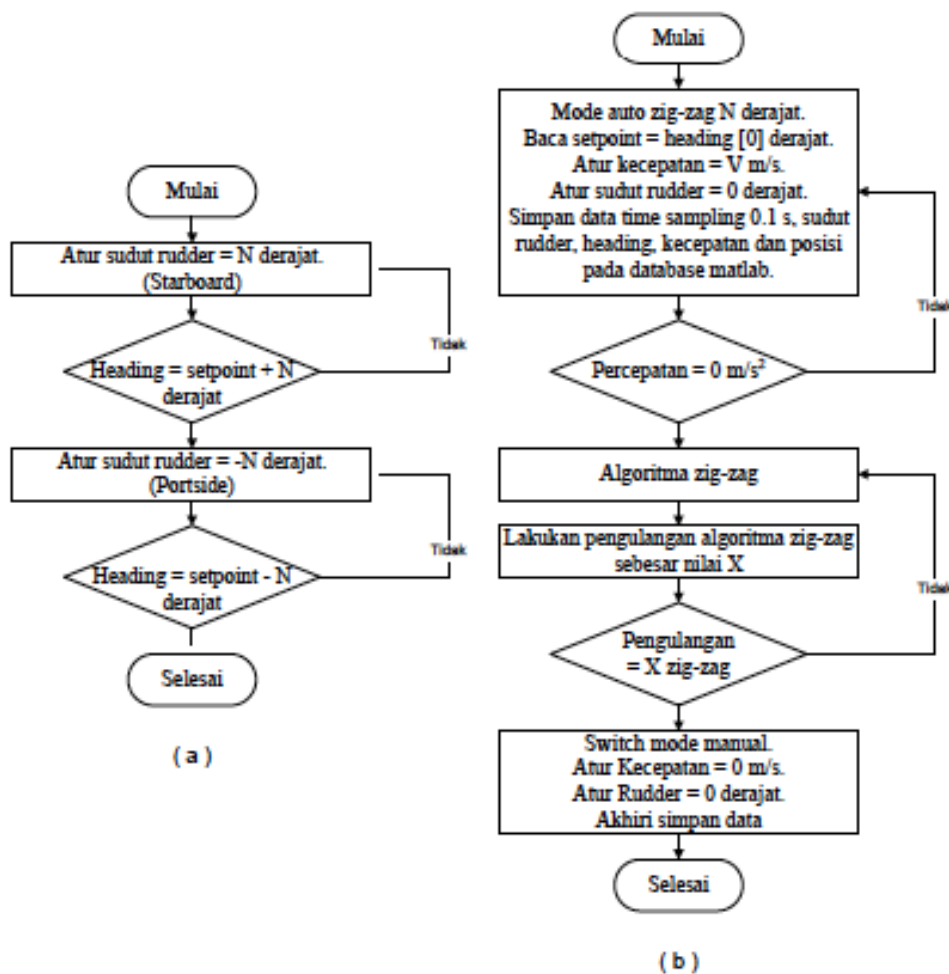 Mulai
Atur sudut rudder = N derajat.
(Starboard)
Tidak
Heading = setpoint + N
derajat
Atur sudut rudder = -N derajat.
(Portside)
Tidak
Heading = setpoint - N
derajat
Selesai
( a )
Mulai
Mode auto zig-zag N derajat.
Baca setpoint = heading [0] derajat.
Atur kecepatan = V m/s.
Atur sudut rudder = 0 derajat.
Simpan data time sampling 0.1 s, sudut
rudder, heading, kecepatan dan posisi
pada database matlab.
Tidak
Percepatan = 0 m/s²
Algoritma zig-zag
Lakukan pengulangan algoritma zig-zag
sebesar nilai X
Tidak
Pengulangan
= X zig-zag
Switch mode manual.
Atur Kecepatan = 0 m/s.
Atur Rudder = 0 derajat.
Akhiri simpan data
Selesai
( b )